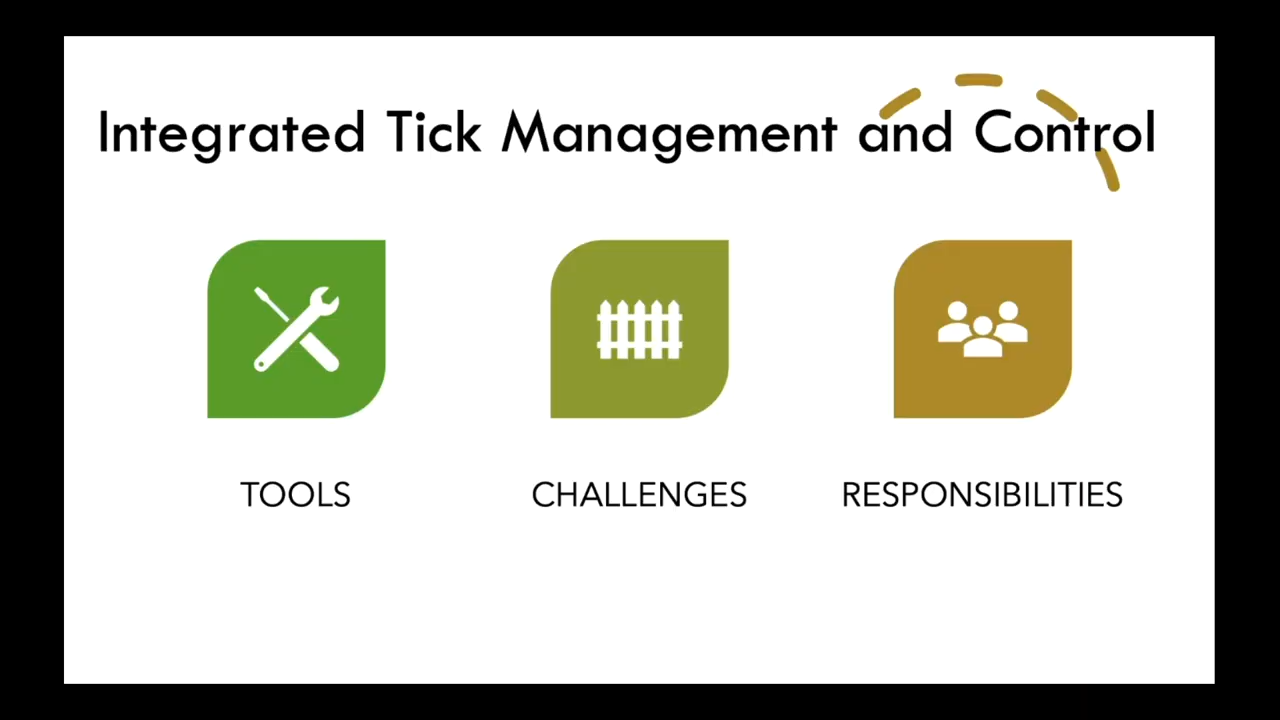 Integrated Tick Management and Control
TOOLS
CHALLENGES
RESPONSIBILITIES